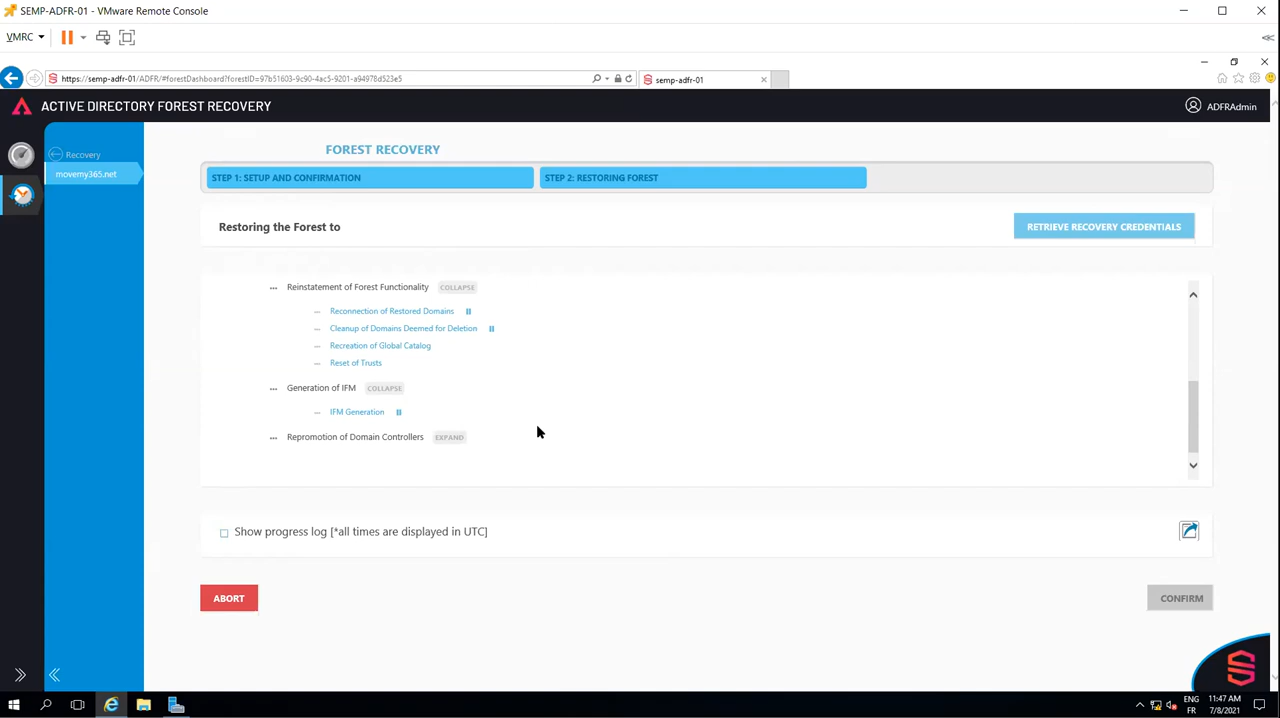 SEMP-ADFR-01 - VMware Remote Console
VMRC
https://semp-adfr-01/ADFR/#forestDashboard?forestID=97b51603-9c90-4ac5-9201-a94978d523e5
semp-adfr-01
ACTIVE DIRECTORY FOREST RECOVERY
ADFRAdmin
Recovery
movemy365.net
FOREST RECOVERY
STEP 1: SETUP AND CONFIRMATION
STEP 2: RESTORING FOREST
Restoring the Forest to
RETRIEVE RECOVERY CREDENTIALS
Reinstatement of Forest Functionality COLLAPSE
Reconnection of Restored Domains
Cleanup of Domains Deemed for Deletion
Recreation of Global Catalog
Reset of Trusts
Generation of IFM COLLAPSE
IFM Generation
Repromotion of Domain Controllers EXPAND
Show progress log [*all times are displayed in UTC]
ABORT
CONFIRM
ENG
FR
11:47 AM
7/8/2021